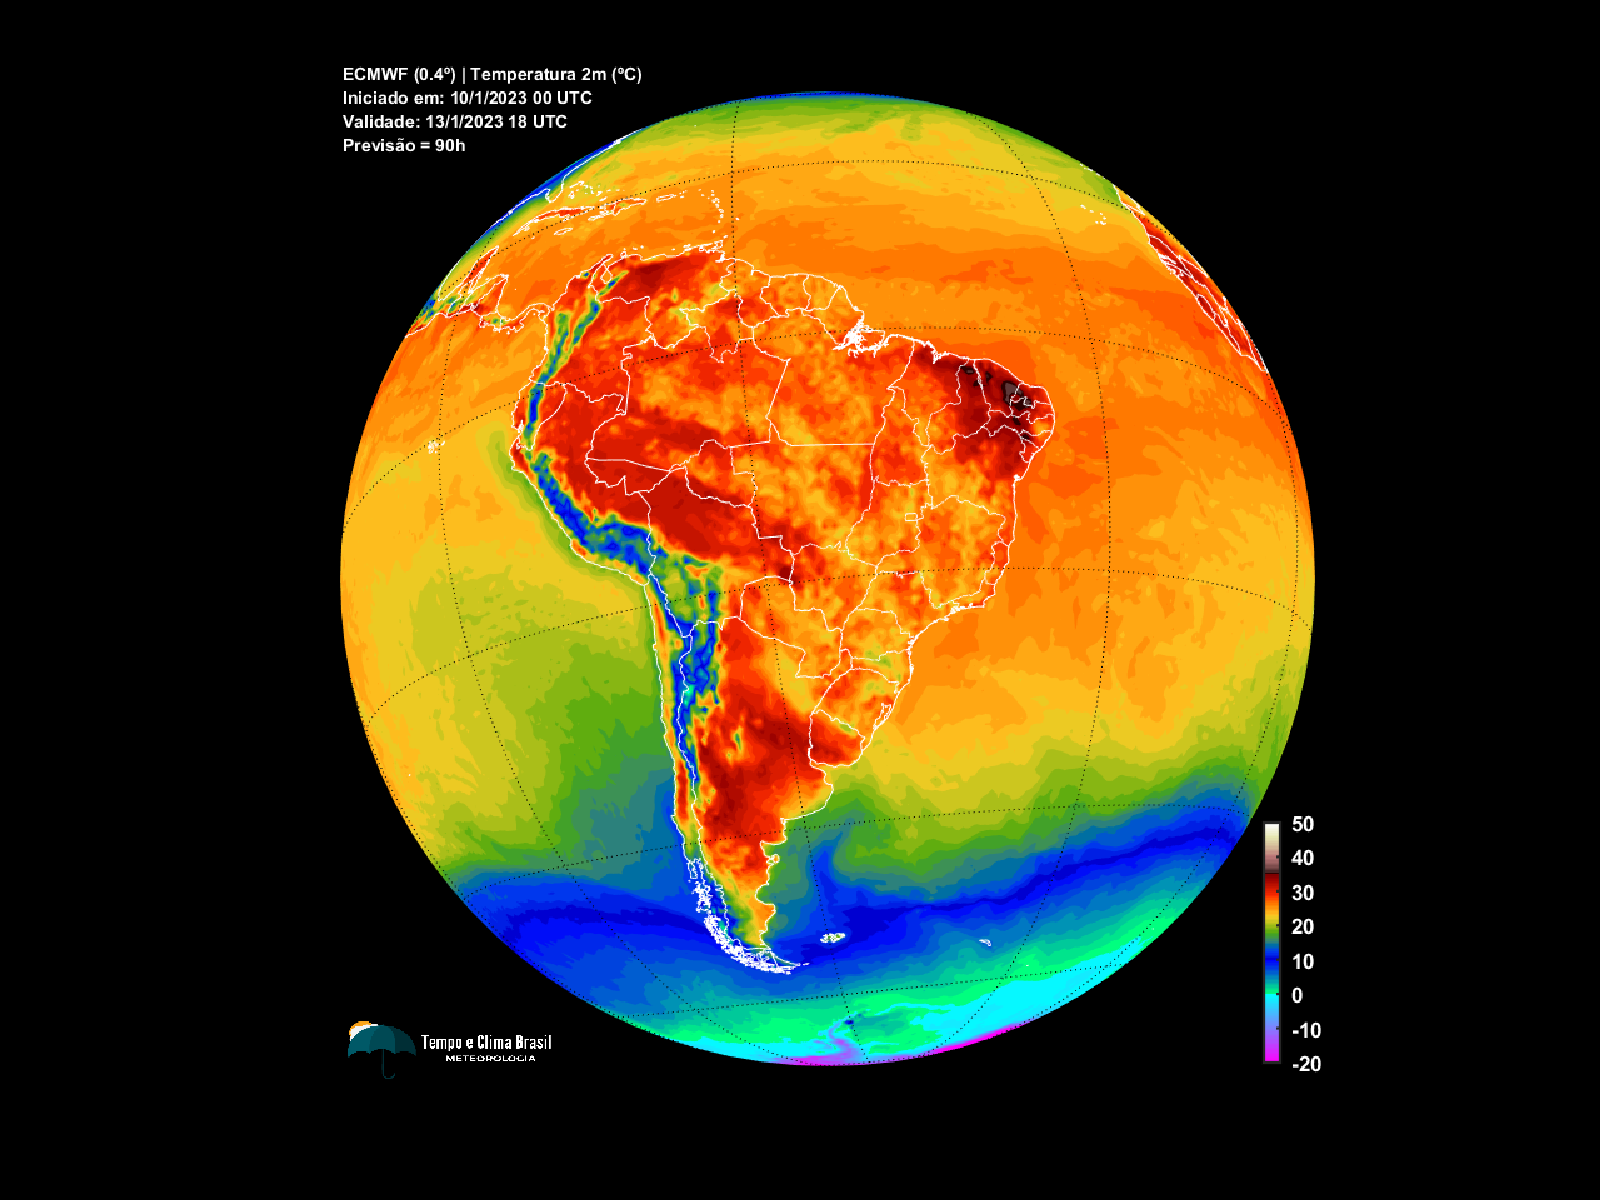 ECMWF (0.4º) | Temperatura 2m (ºC)
Iniciado em: 10/1/2023 00 UTC
Validade: 13/1/2023 18 UTC
Previsão = 90h
50
40
30
20
10
0
-10
-20
Tempo e Clima Brasil
METEOROLOGIA